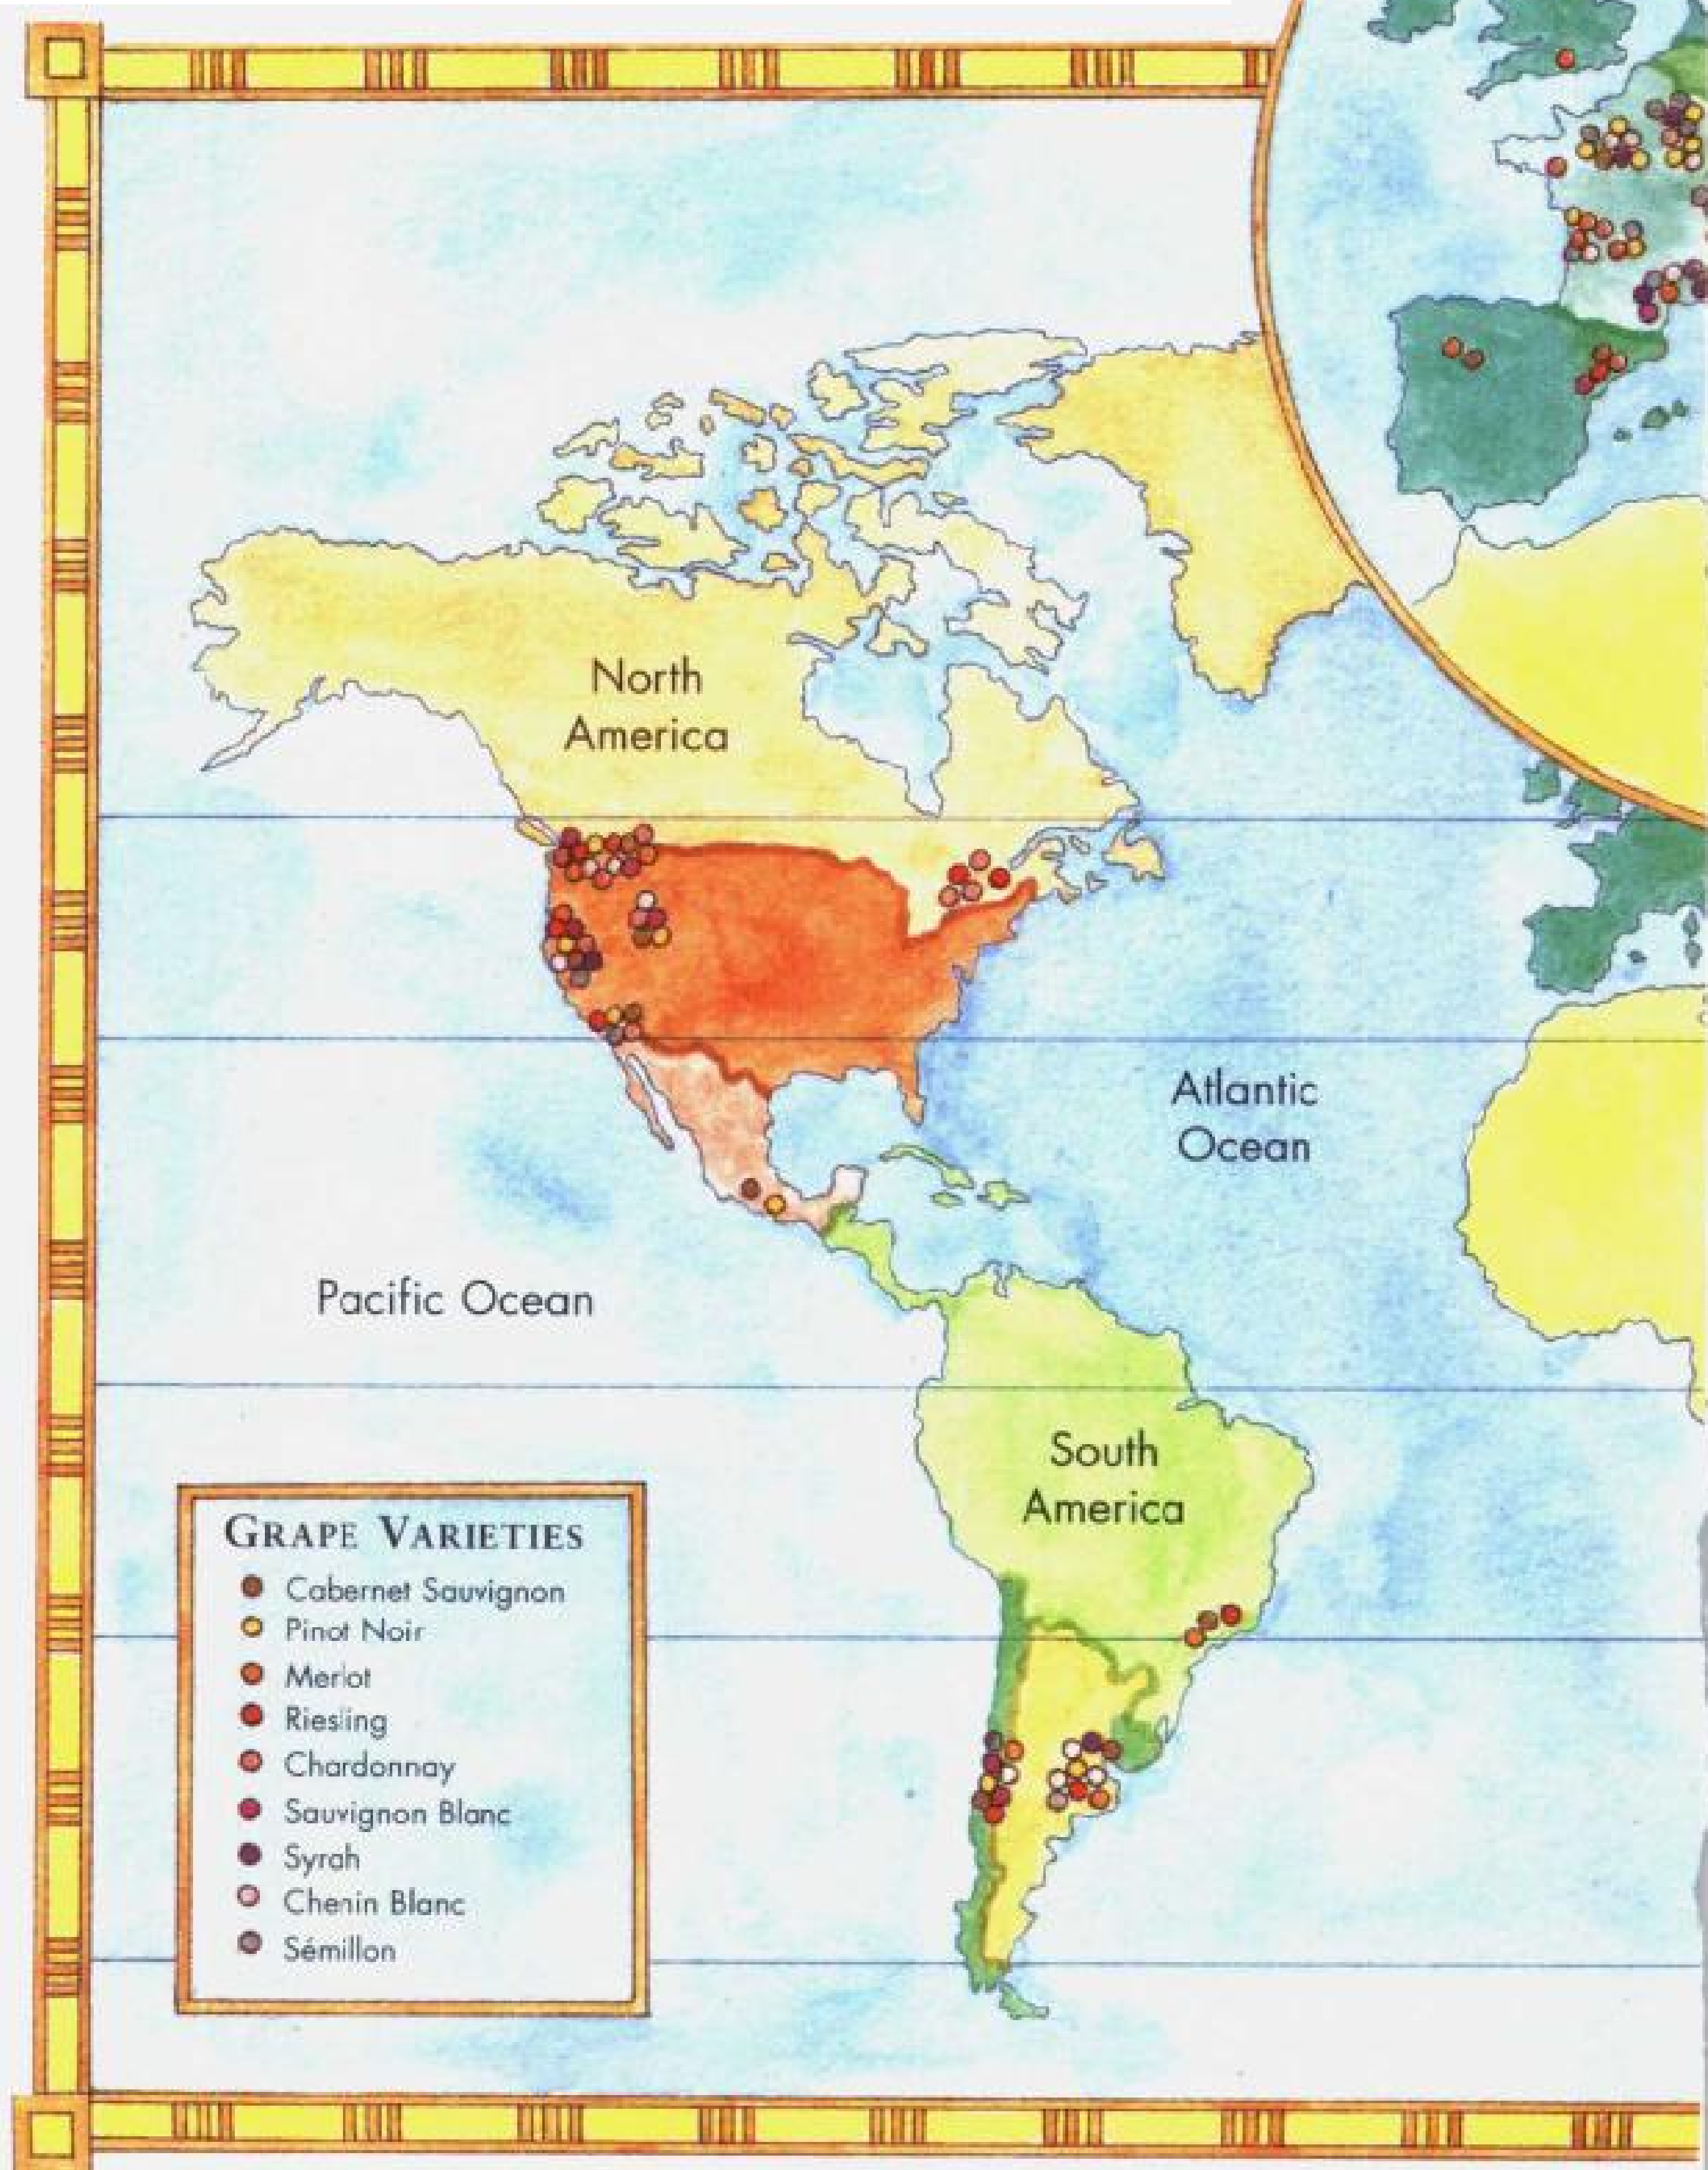 North
America
Atlantic
Ocean
Pacific Ocean
South
America
GRAPE VARIETIES
Cabernet Sauvignon
Pinot Noir
Merlot
Riesling
Chardonnay
Sauvignon Blanc
Syrah
Chenin Blanc
Sémillon